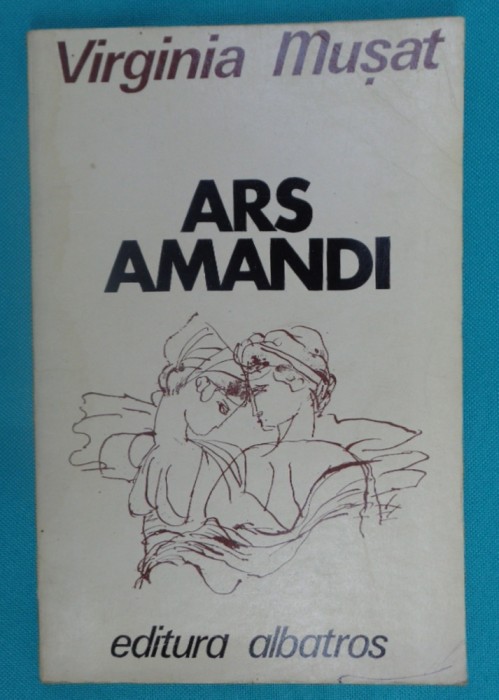 Virginia Mușat
ARS
AMANDI
editura albatros